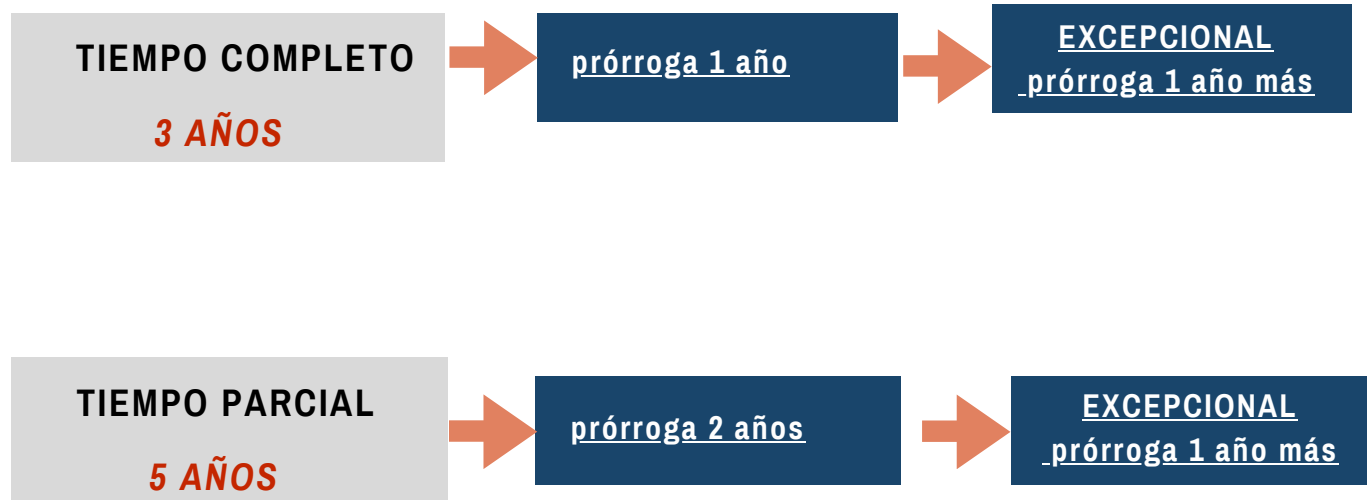 TIEMPO COMPLETO
3 AÑOS
prórroga 1 año
EXCEPCIONAL
prórroga 1 año más
TIEMPO PARCIAL
5 AÑOS
prórroga 2 años
EXCEPCIONAL
prórroga 1 año más